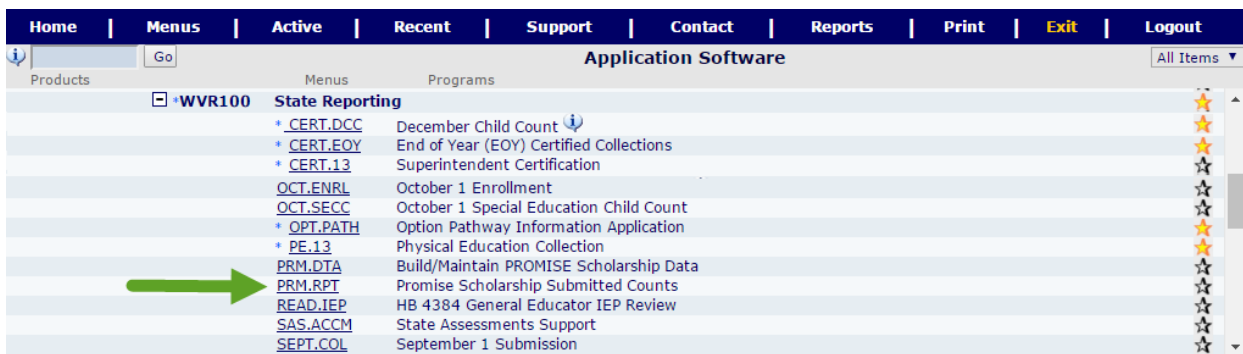 Home | Menus | Active | Recent | Support | Contact | Reports | Print | Exit | Logout
Go Application Software All Items
Products Menus Programs
*WVR100 State Reporting
* CERT.DCC December Child Count
* CERT.EOY End of Year (EOY) Certified Collections
* CERT.13 Superintendent Certification
OCT.ENRL October 1 Enrollment
OCT.SECC October 1 Special Education Child Count
* OPT.PATH Option Pathway Information Application
* PE.13 Physical Education Collection
PRM.DTA Build/Maintain PROMISE Scholarship Data
PRM.RPT Promise Scholarship Submitted Counts
READ.IEP HB 4384 General Educator IEP Review
SAS.ACCM State Assessments Support
SEPT.COL September 1 Submission